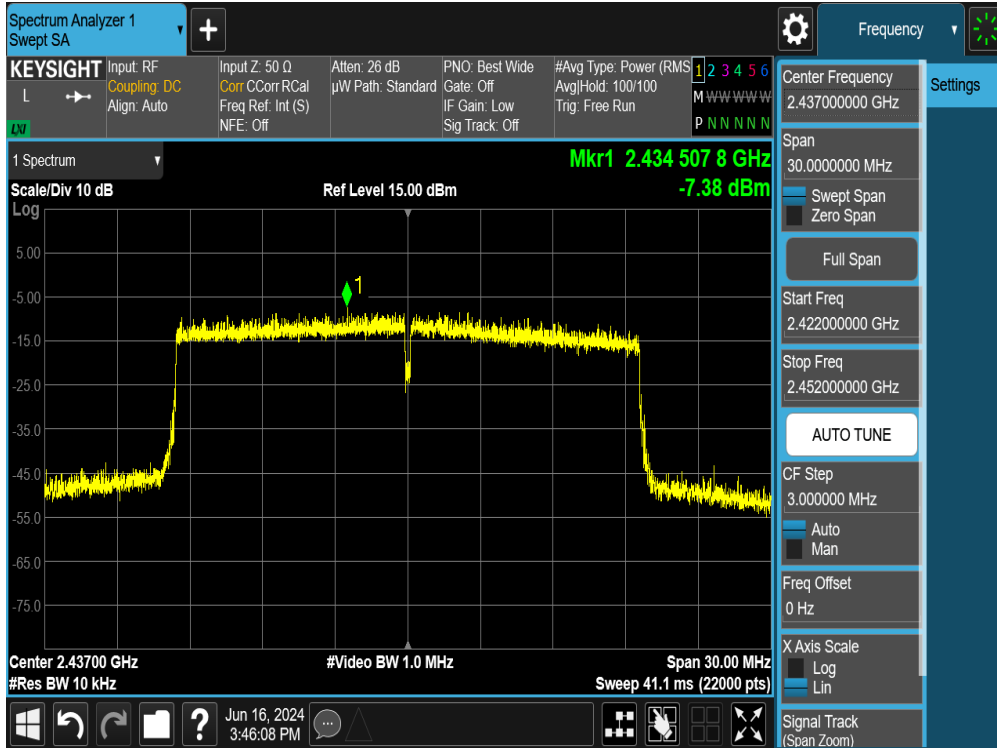 Spectrum Analyzer 1
Swept SA
+
Frequency
KEYSIGHT
L
LXI
Input: RF
Coupling: DC
Align: Auto
Input Z: 50 Ω
Corr CCorr RCal
Freq Ref: Int (S)
NFE: Off
Atten: 26 dB
µW Path: Standard
PNO: Best Wide
Gate: Off
IF Gain: Low
Sig Track: Off
#Avg Type: Power (RMS
Avg|Hold: 100/100
Trig: Free Run
1 2 3 4 5 6
M W W W W W
P N N N N N
1 Spectrum
Mkr1 2.434 507 8 GHz
-7.38 dBm
Scale/Div 10 dB
Ref Level 15.00 dBm
Log
5.00
-5.00
-15.0
-25.0
-35.0
-45.0
-55.0
-65.0
-75.0
1
Center 2.43700 GHz
#Video BW 1.0 MHz
Span 30.00 MHz
#Res BW 10 kHz
Sweep 41.1 ms (22000 pts)
Center Frequency
2.437000000 GHz
Settings
Span
30.0000000 MHz
Swept Span
Zero Span
Full Span
Start Freq
2.422000000 GHz
Stop Freq
2.452000000 GHz
AUTO TUNE
CF Step
3.000000 MHz
Auto
Man
Freq Offset
0 Hz
X Axis Scale
Log
Lin
Signal Track
(Span Zoom)
?
Jun 16, 2024
3:46:08 PM